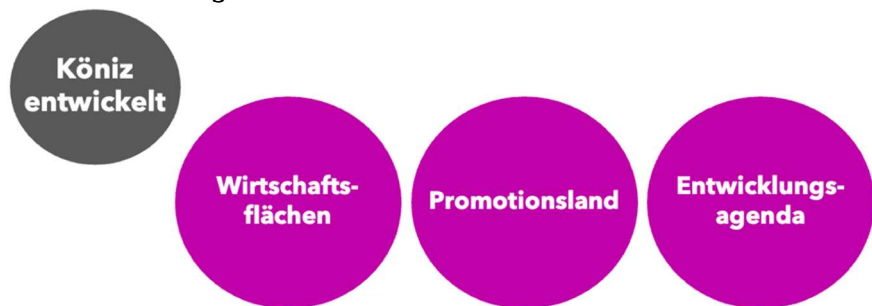 Köniz
entwickelt
Wirtschafts-
flächen
Promotionsland
Entwicklungs-
agenda